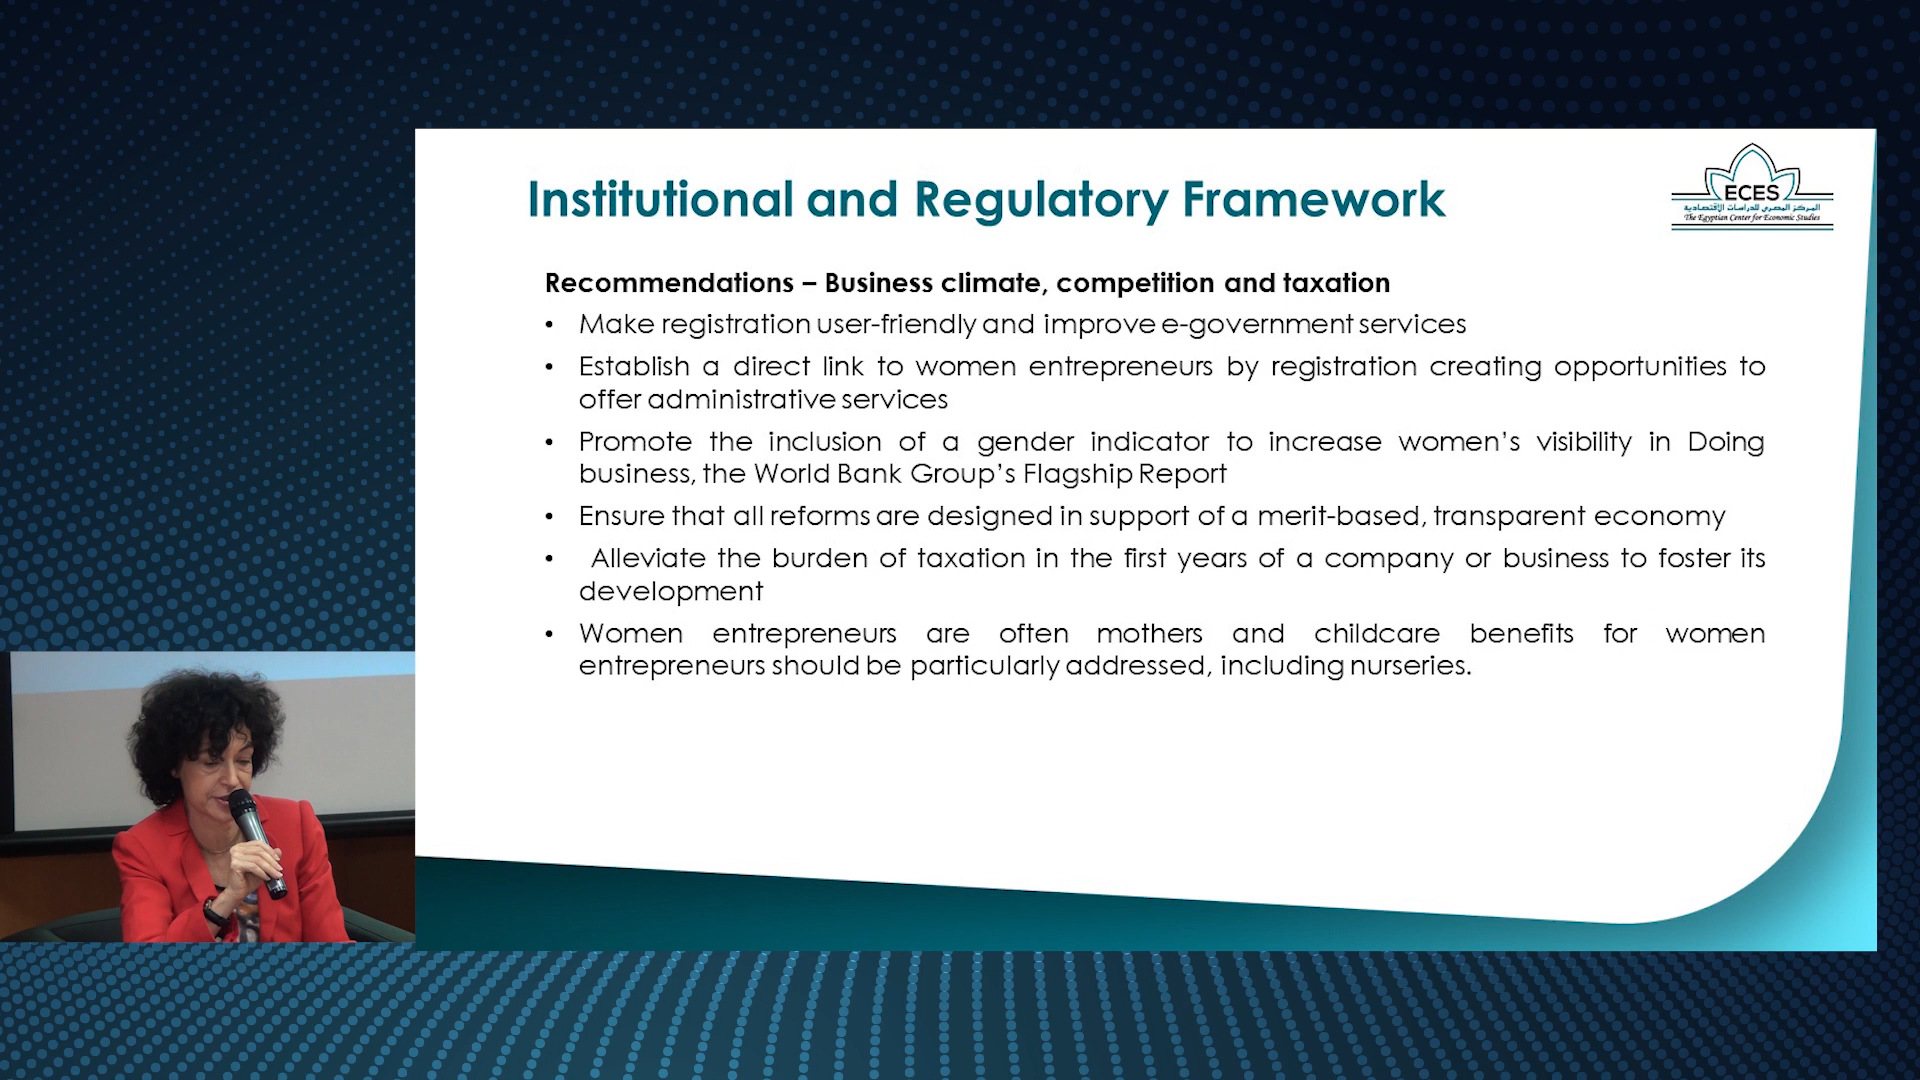 Institutional and Regulatory Framework
ECES
المركز المصرى للدراسات الاقتصادية
The Egyptian Center for Economic Studies
Recommendations – Business climate, competition and taxation
• Make registration user-friendly and improve e-government services
• Establish a direct link to women entrepreneurs by registration creating opportunities to
offer administrative services
• Promote the inclusion of a gender indicator to increase women’s visibility in Doing
business, the World Bank Group’s Flagship Report
• Ensure that all reforms are designed in support of a merit-based, transparent economy
• Alleviate the burden of taxation in the first years of a company or business to foster its
development
• Women entrepreneurs are often mothers and childcare benefits for women
entrepreneurs should be particularly addressed, including nurseries.